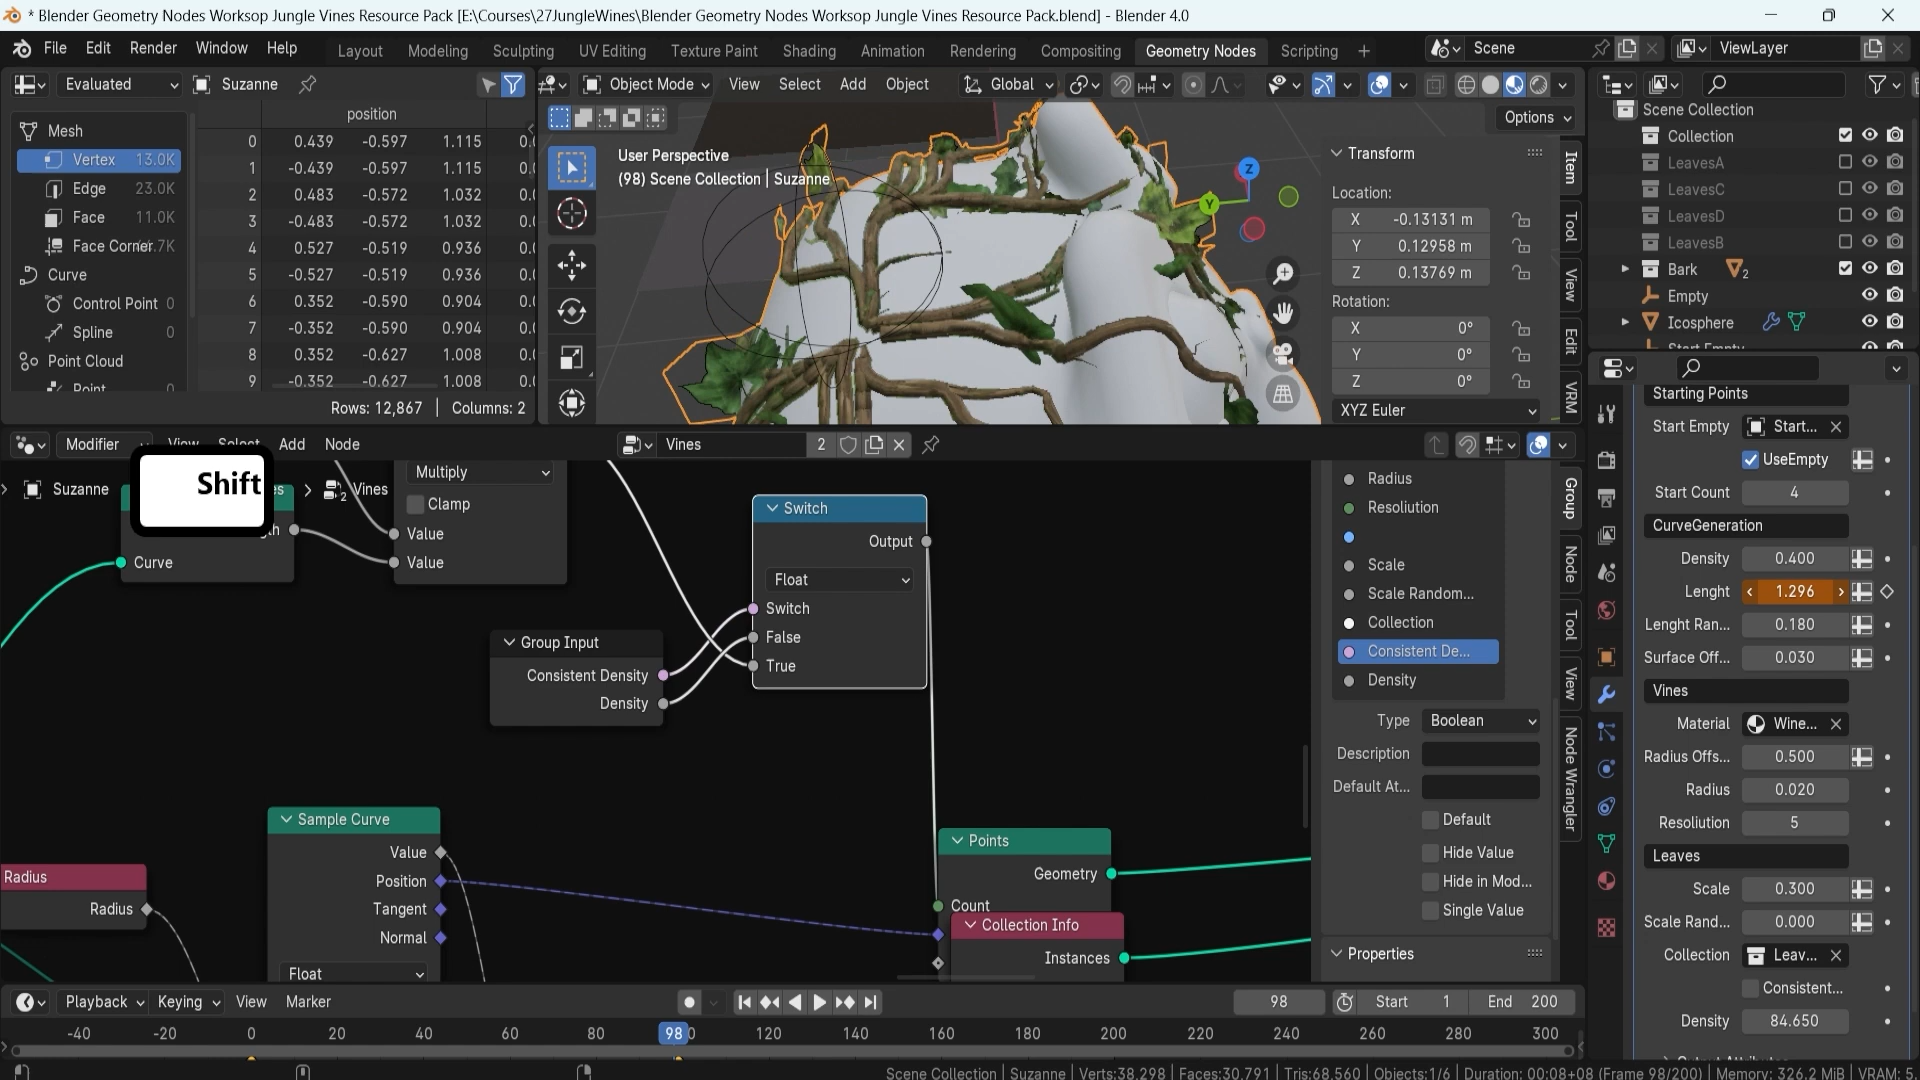 * Blender Geometry Nodes Worksop Jungle Vines Resource Pack [E:\Courses\27JungleWines\Blender Geometry Nodes Worksop Jungle Vines Resource Pack.blend] - Blender 4.0
File Edit Render Window Help
Layout Modeling Sculpting UV Editing Texture Paint Shading Animation Rendering Compositing Geometry Nodes Scripting +
Scene
ViewLayer
Evaluated
Suzanne
position
Mesh
Vertex 13.0K
Edge 23.0K
Face 11.0K
Face Corner.7K
Curve
Control Point 0
Spline 0
Point Cloud
Point 0
0 0.439 -0.597 1.115
1 -0.439 -0.597 1.115
2 0.483 -0.572 1.032
3 -0.483 -0.572 1.032
4 0.527 -0.519 0.936
5 -0.527 -0.519 0.936
6 0.352 -0.590 0.904
7 -0.352 -0.590 0.904
8 0.352 -0.627 1.008
9 -0.352 -0.627 1.008
Rows: 12,867 | Columns: 2
Object Mode View Select Add Object Global
Options
User Perspective
(98) Scene Collection | Suzanne
Z
Y
Transform
Location:
X -0.13131 m
Y 0.12958 m
Z 0.13769 m
Rotation:
X 0°
Y 0°
Z 0°
XYZ Euler
Item
Tool
View
Edit
VRM
Scene Collection
Collection
LeavesA
LeavesC
LeavesD
LeavesB
Bark 2
Empty
Icosphere
Start Empty
Modifier View Select Add Node
Vines 2
Suzanne
Shift
es
Vines
2
gth
Curve
Multiply
Clamp
Value
Value
Switch
Output
Float
Switch
False
True
Group Input
Consistent Density
Density
Sample Curve
Value
Position
Tangent
Normal
Float
Radius
Radius
Points
Geometry
Count
Collection Info
Instances
Radius
Resoliution
Scale
Scale Random...
Collection
Consistent De...
Density
Type Boolean
Description
Default At...
Default
Hide Value
Hide in Mod...
Single Value
Properties
Group
Node
Tool
View
Node Wrangler
Starting Points
Start Empty Start...
UseEmpty
Start Count 4
CurveGeneration
Density 0.400
Lenght 1.296
Lenght Ran... 0.180
Surface Off... 0.030
Vines
Material Wine...
Radius Offs... 0.500
Radius 0.020
Resoliution 5
Leaves
Scale 0.300
Scale Rand... 0.000
Collection Leav...
Consistent...
Density 84.650
Output Attributes
Playback Keying View Marker
98 Start 1 End 200
-40 -20 0 20 40 60 80 98 120 140 160 180 200 220 240 260 280 300
Scene Collection | Suzanne | Verts:38,298 | Faces:30,791 | Tris:68,560 | Objects:1/6 | Duration: 00:08+08 (Frame 98/200) | Memory: 326.2 MiB | VRAM: 5.